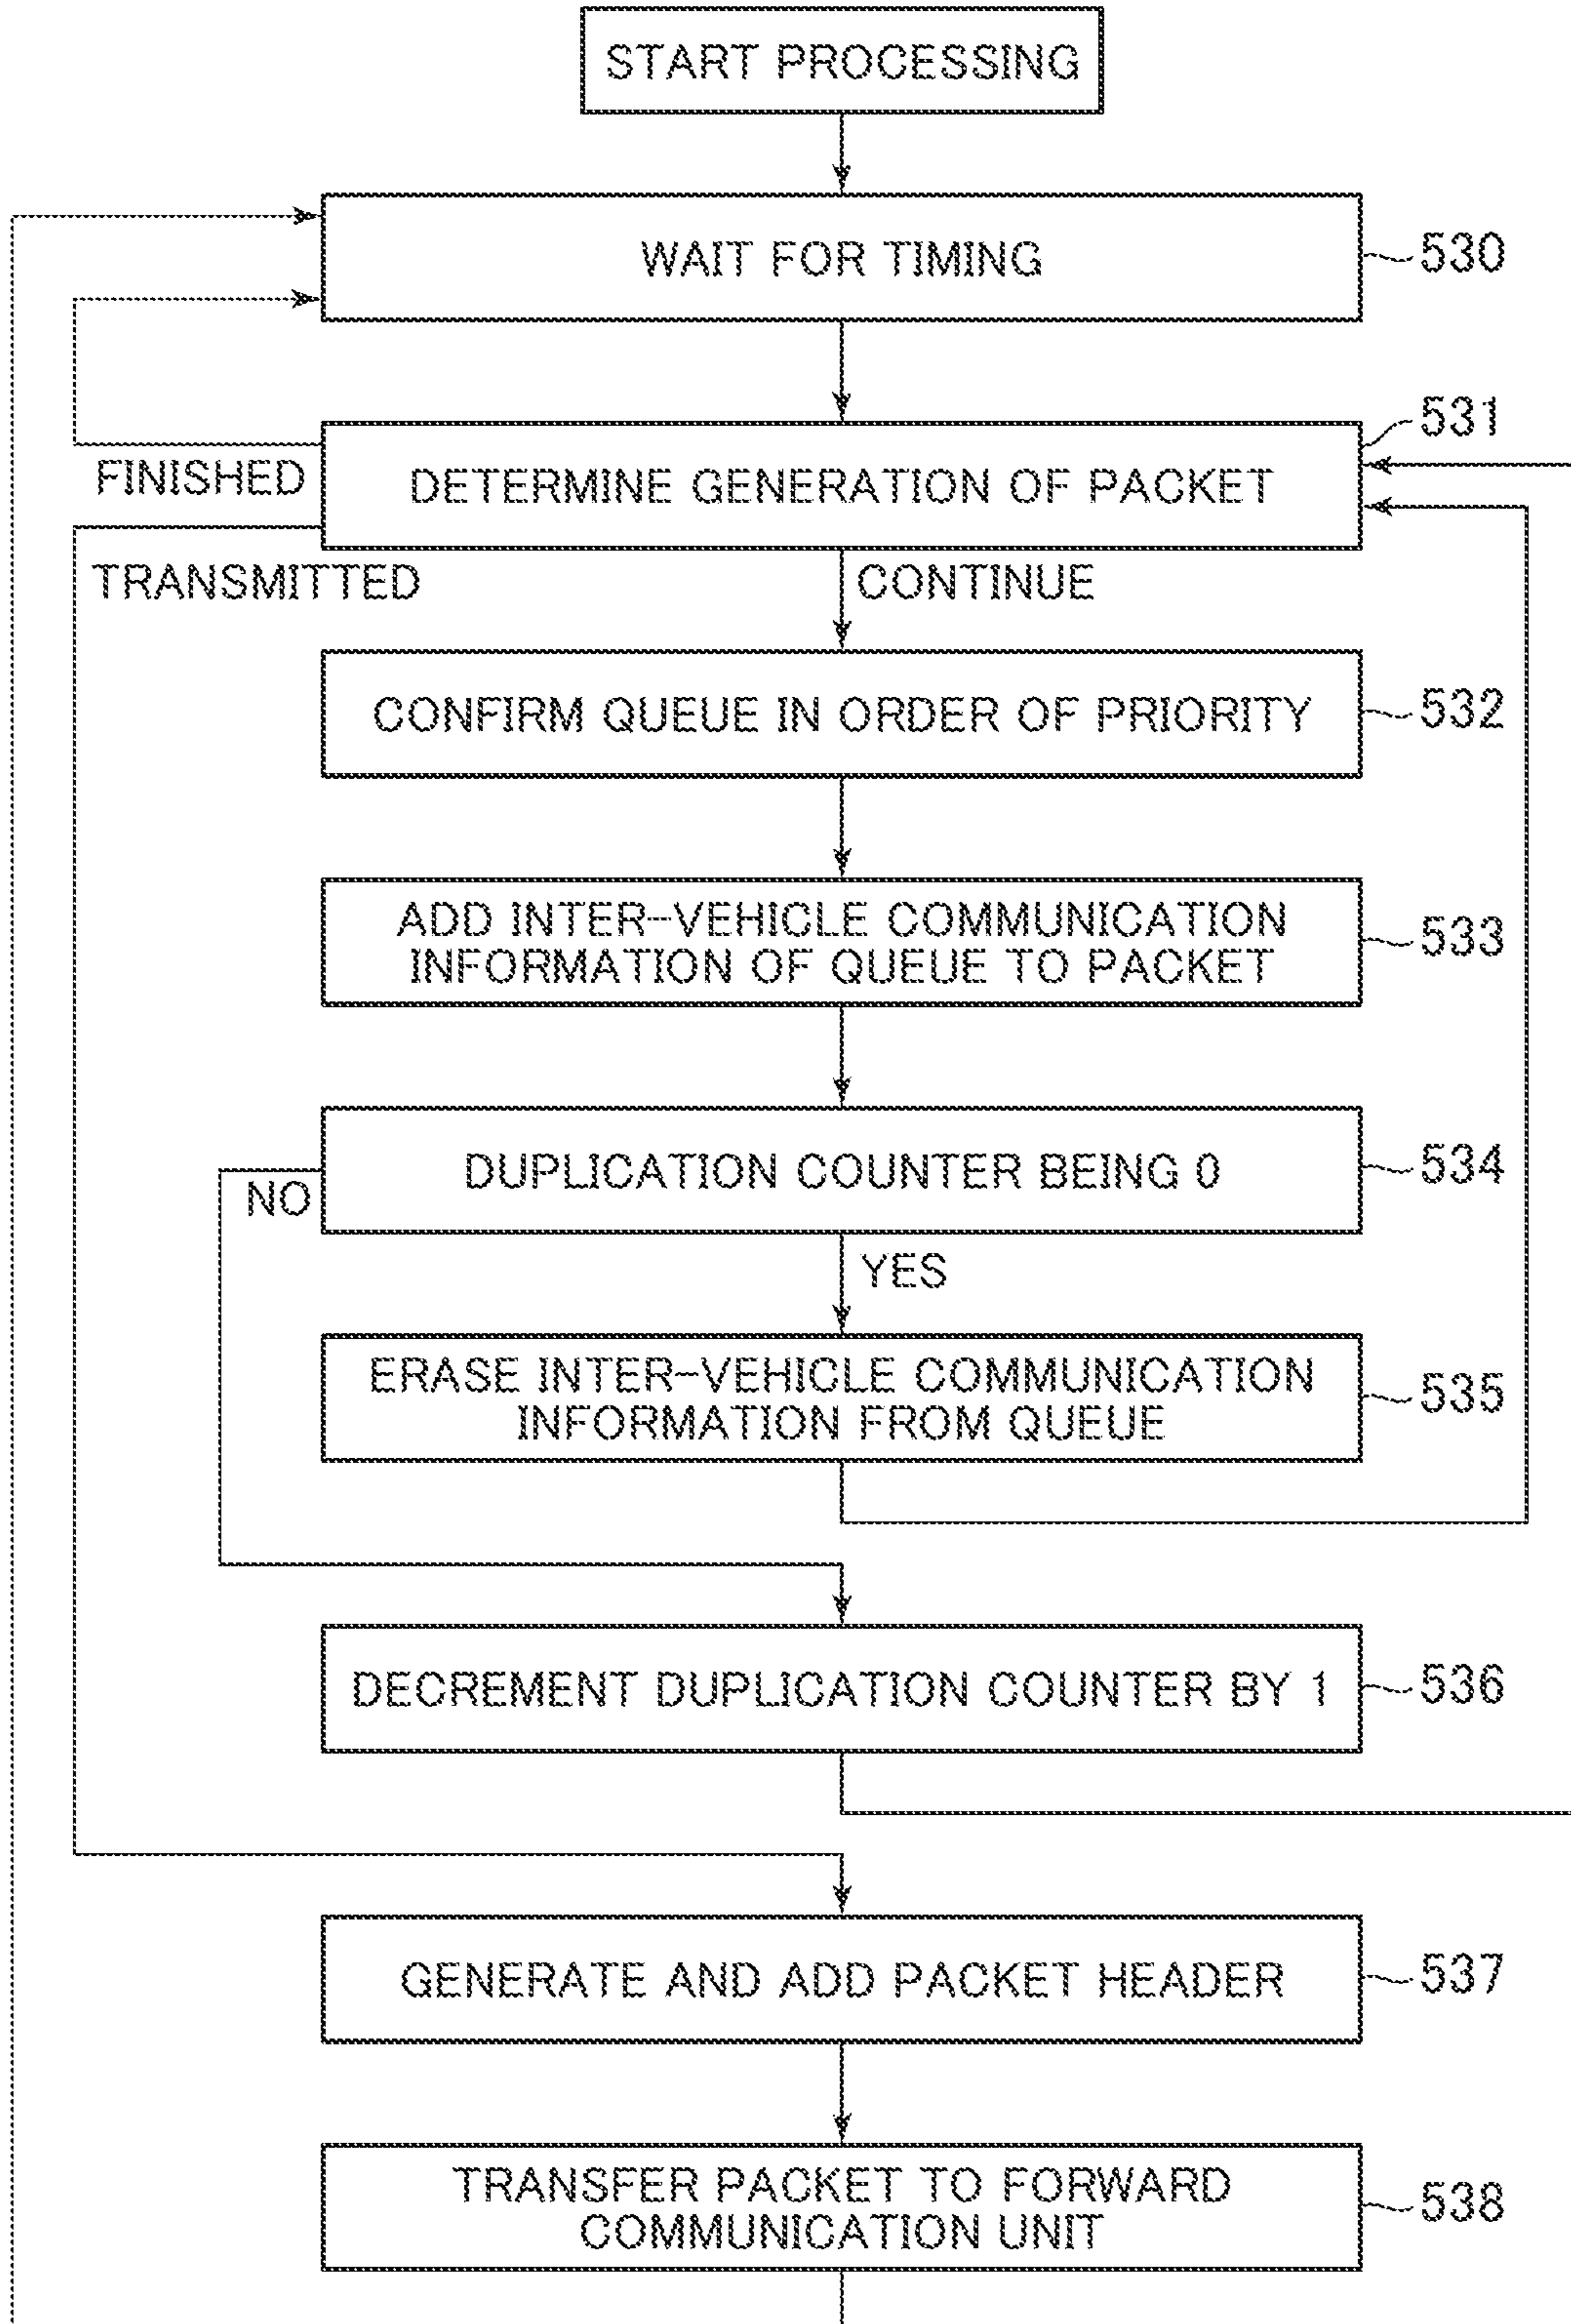 START PROCESSING
WAIT FOR TIMING
530
531
FINISHED
DETERMINE GENERATION OF PACKET
TRANSMITTED
CONTINUE
CONFIRM QUEUE IN ORDER OF PRIORITY
532
ADD INTER-VEHICLE COMMUNICATION
INFORMATION OF QUEUE TO PACKET
533
DUPLICATION COUNTER BEING 0
534
NO
YES
ERASE INTER-VEHICLE COMMUNICATION
INFORMATION FROM QUEUE
535
DECREMENT DUPLICATION COUNTER BY 1
536
GENERATE AND ADD PACKET HEADER
537
TRANSFER PACKET TO FORWARD
COMMUNICATION UNIT
538